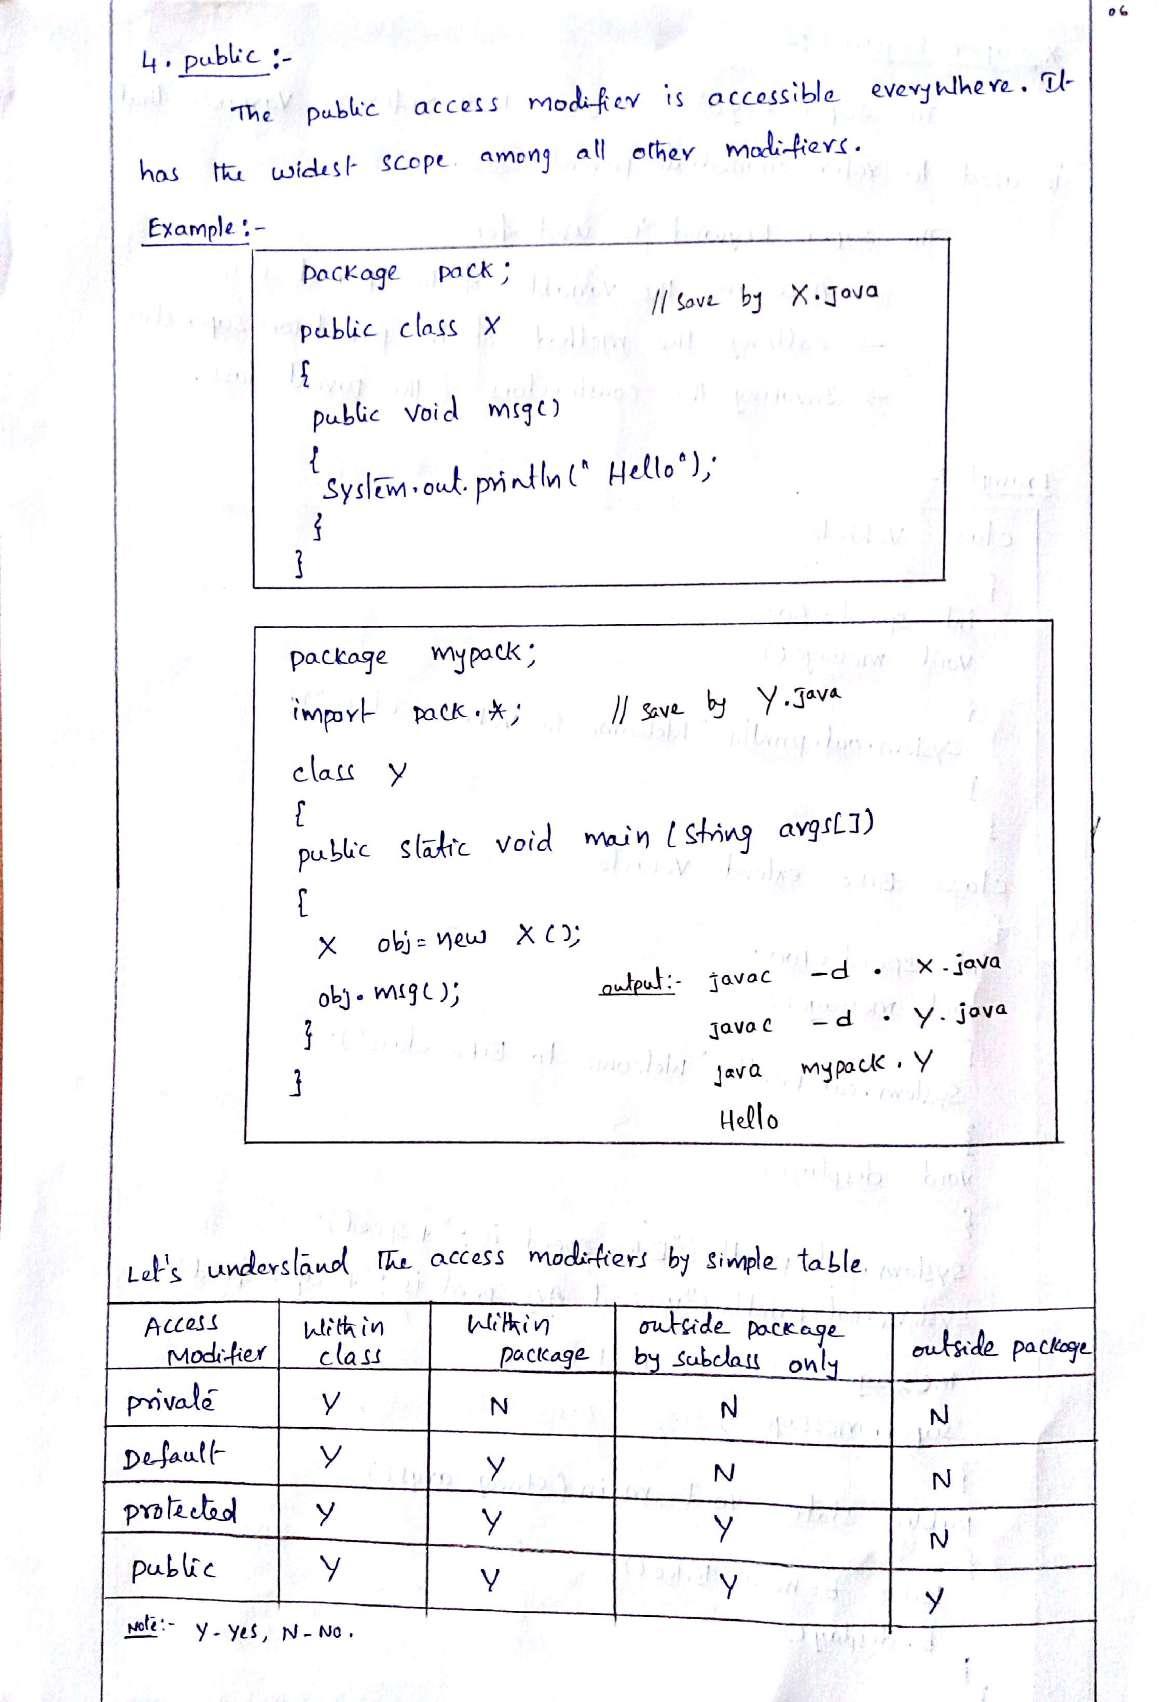 06
4. public :-
The public access modifier is accessible everywhere. It
has the widest scope among all other modifiers.
Example :-
package pack;
// save by X.java
public class X
{
public void msg()
{
System.out.println(" Hello");
}
}
package mypack;
import pack.*; // save by Y.java
class Y
{
public static void main (String args[])
{
X obj = new X ();
obj.msg();
}
}
output:- javac -d . X.java
javac -d . Y.java
java mypack.Y
Hello
Let's understand The access modifiers by simple table.
Access Modifier | Within class | Within package | outside package by subclass only | outside package
private | Y | N | N | N
Default | Y | Y | N | N
protected | Y | Y | Y | N
public | Y | Y | Y | Y
Note:- Y - Yes, N - No.